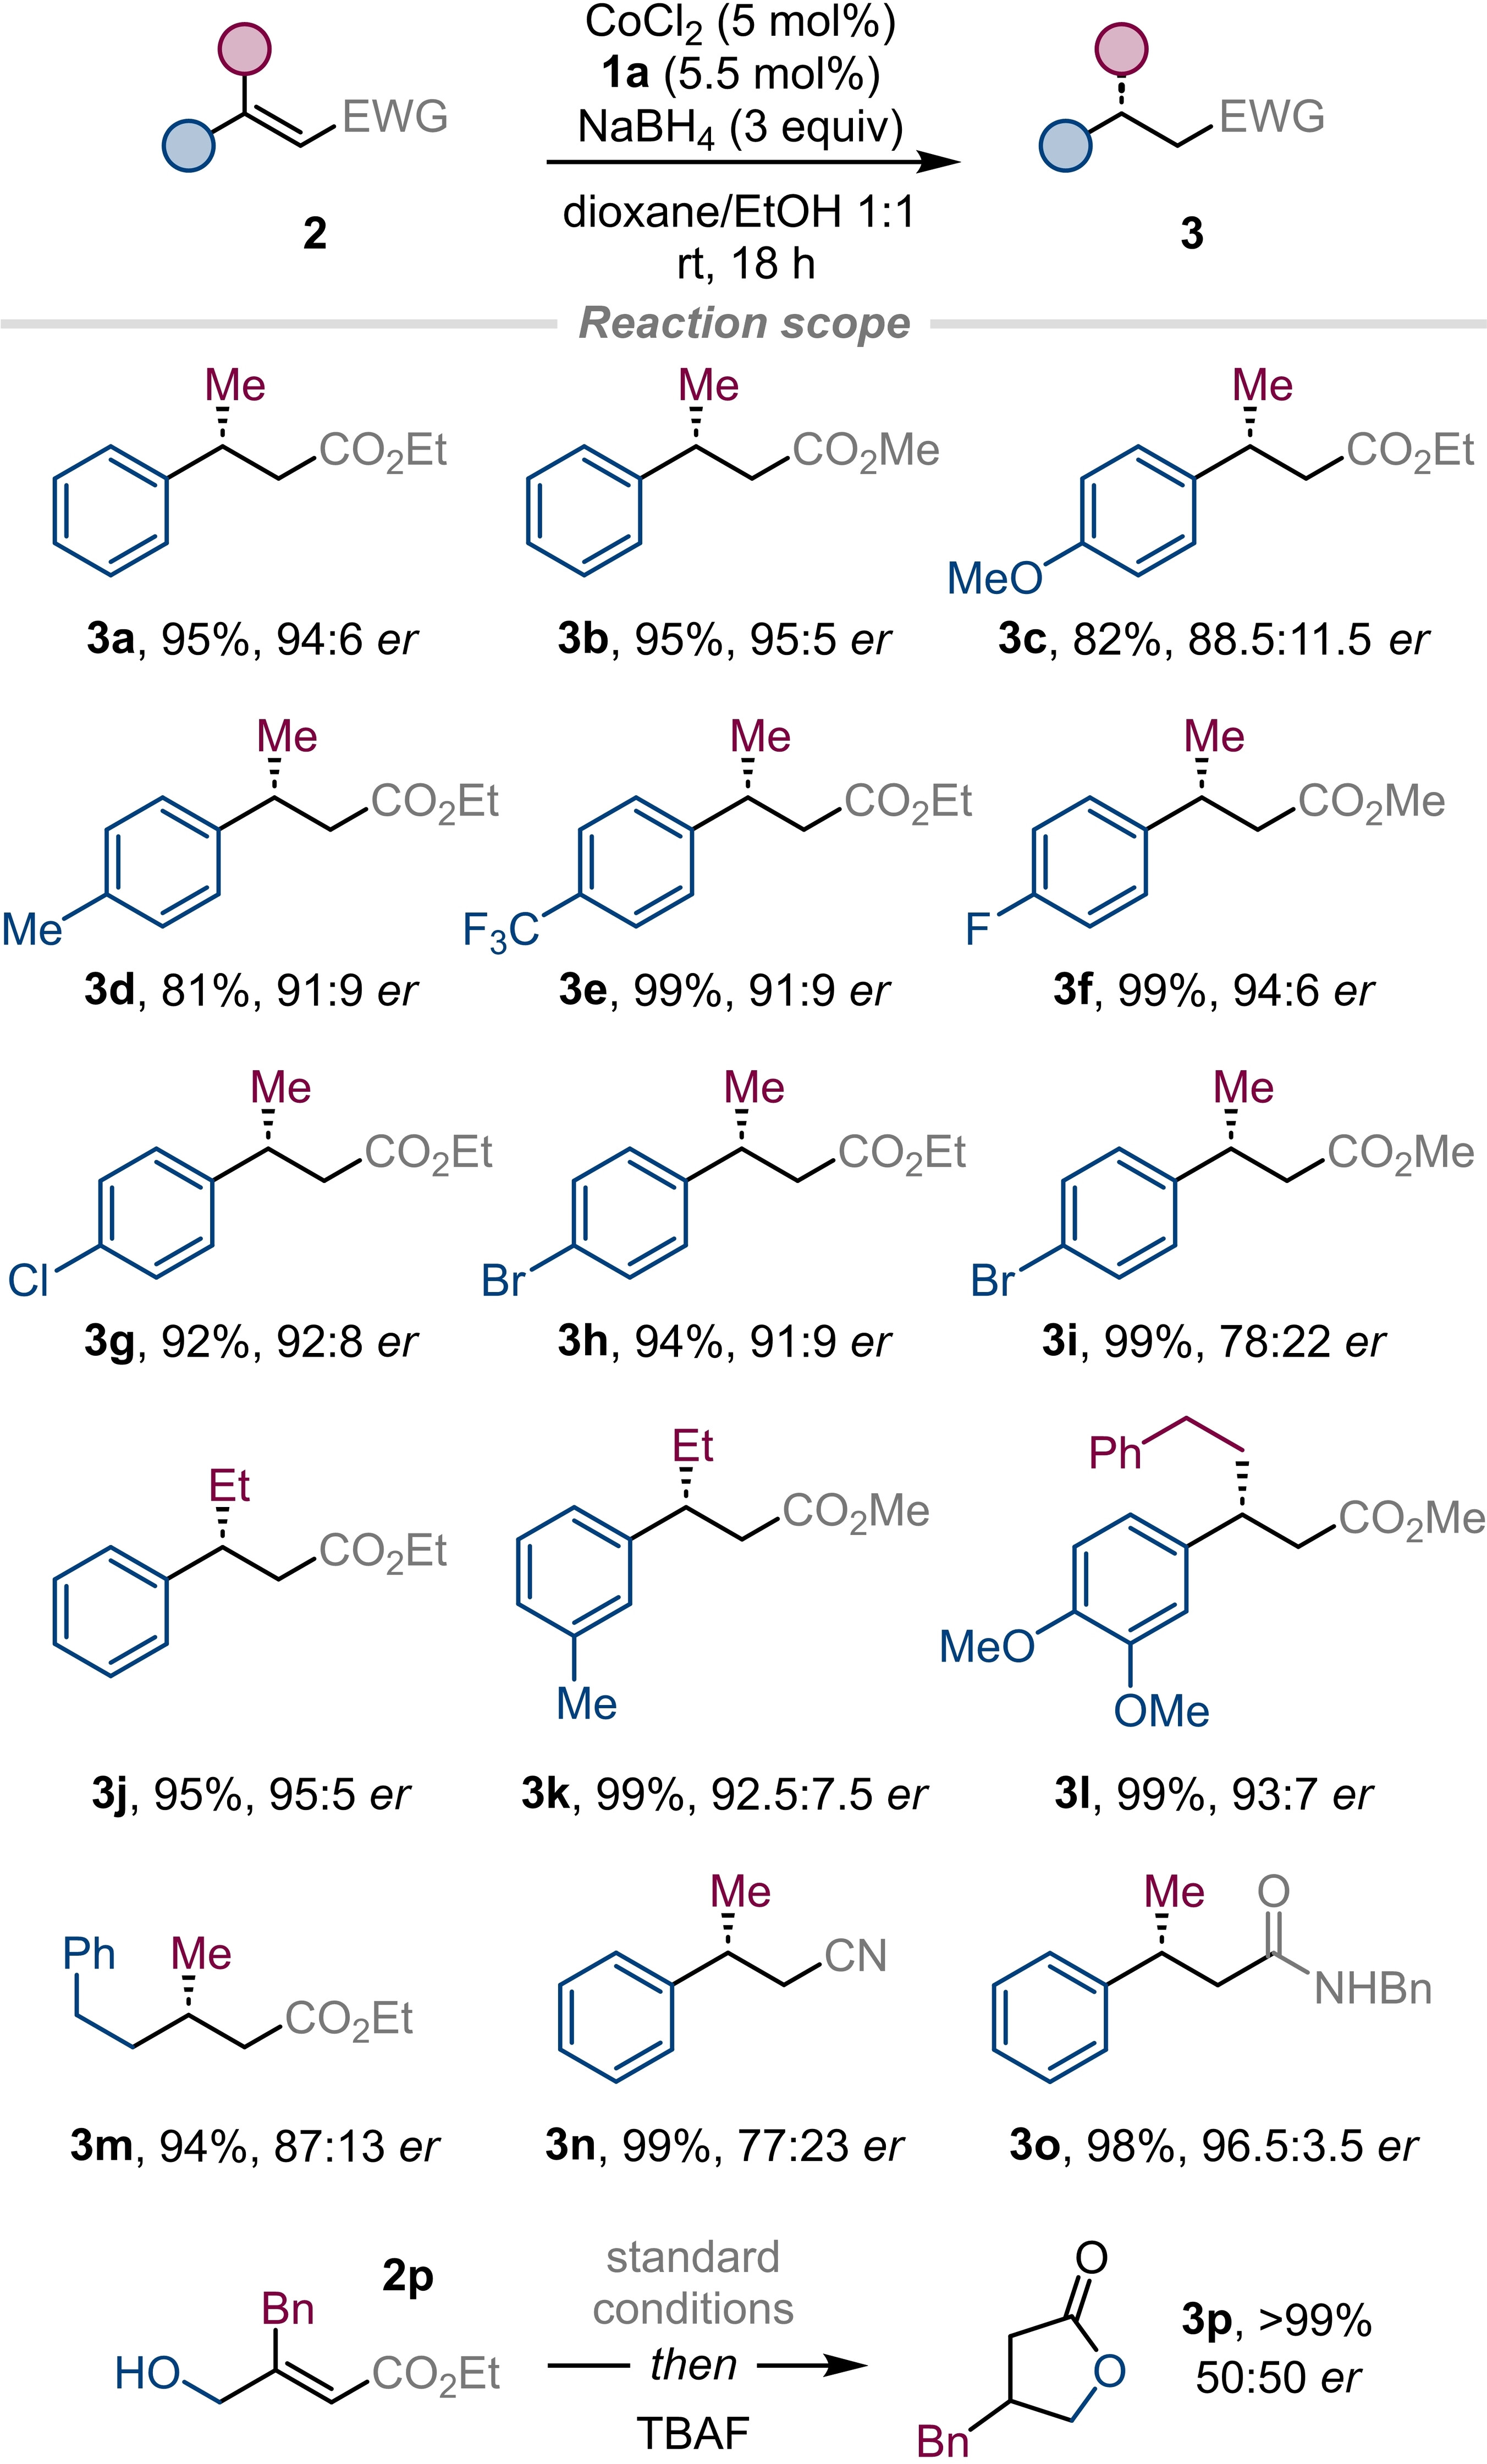 CoCl2 (5 mol%)
1a (5.5 mol%)
NaBH4 (3 equiv)
dioxane/EtOH 1:1
rt, 18 h
EWG
2
EWG
3
Reaction scope
Me
CO2Et
3a, 95%, 94:6 er
Me
CO2Me
3b, 95%, 95:5 er
Me
CO2Et
MeO
3c, 82%, 88.5:11.5 er
Me
CO2Et
Me
3d, 81%, 91:9 er
Me
CO2Et
F3C
3e, 99%, 91:9 er
Me
CO2Me
F
3f, 99%, 94:6 er
Me
CO2Et
Cl
3g, 92%, 92:8 er
Me
CO2Et
Br
3h, 94%, 91:9 er
Me
CO2Me
Br
3i, 99%, 78:22 er
Et
CO2Et
3j, 95%, 95:5 er
Et
CO2Me
Me
3k, 99%, 92.5:7.5 er
Ph
CO2Me
MeO
OMe
3l, 99%, 93:7 er
Ph
Me
CO2Et
3m, 94%, 87:13 er
Me
CN
3n, 99%, 77:23 er
Me
O
NHBn
3o, 98%, 96.5:3.5 er
2p
Bn
HO
CO2Et
standard
conditions
then
TBAF
O
O
Bn
3p, >99%
50:50 er